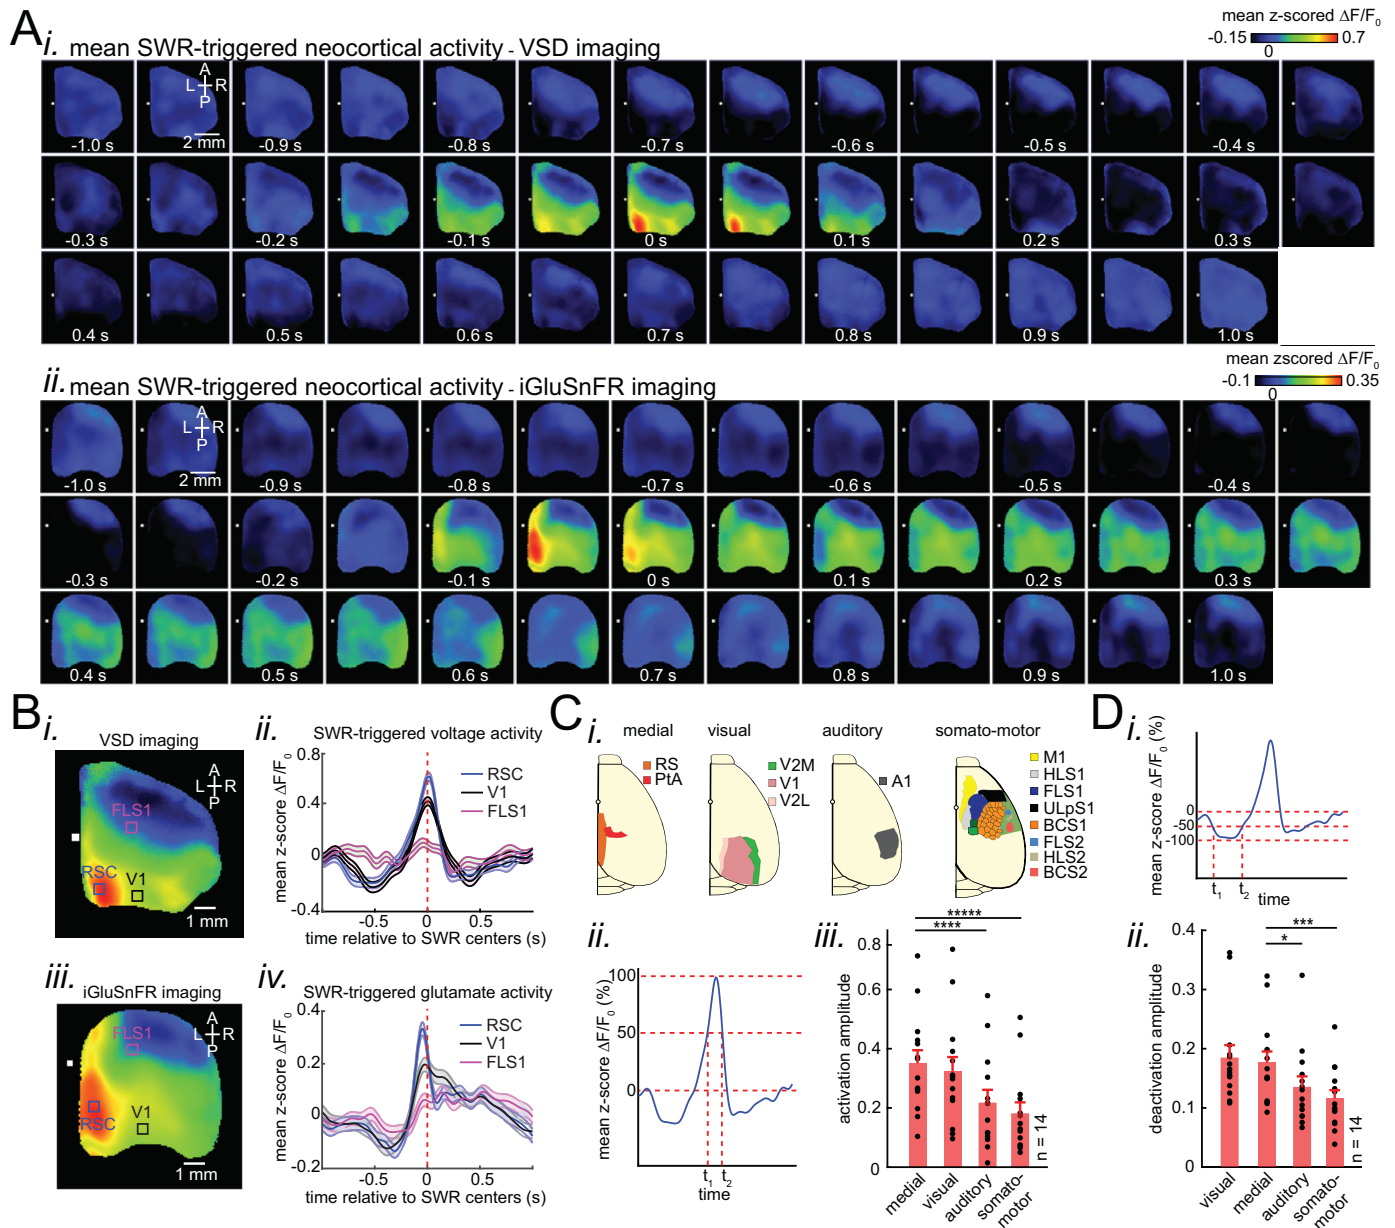 A
i. mean SWR-triggered neocortical activity - VSD imaging
mean z-scored ΔF/F0
-0.15 0.7
0
A
L R
P
2 mm
-1.0 s -0.9 s -0.8 s -0.7 s -0.6 s -0.5 s -0.4 s
-0.3 s -0.2 s -0.1 s 0 s 0.1 s 0.2 s 0.3 s
0.4 s 0.5 s 0.6 s 0.7 s 0.8 s 0.9 s 1.0 s
ii. mean SWR-triggered neocortical activity - iGluSnFR imaging
mean zscored ΔF/F0
-0.1 0.35
0
A
L R
P
2 mm
-1.0 s -0.9 s -0.8 s -0.7 s -0.6 s -0.5 s -0.4 s
-0.3 s -0.2 s -0.1 s 0 s 0.1 s 0.2 s 0.3 s
0.4 s 0.5 s 0.6 s 0.7 s 0.8 s 0.9 s 1.0 s
B
i.
VSD imaging
A
L R
P
FLS1
RSC
V1
1 mm
ii.
SWR-triggered voltage activity
mean z-score ΔF/F0
0.8
0.4
0
-0.4
RSC
V1
FLS1
-0.5 0 0.5
time relative to SWR centers (s)
iii.
iGluSnFR imaging
A
L R
P
FLS1
RSC
V1
1 mm
iv.
SWR-triggered glutamate activity
mean z-score ΔF/F0
0.4
0.2
0
-0.2
RSC
V1
FLS1
-0.5 0 0.5
time relative to SWR centers (s)
C
i.
medial visual auditory somato-motor
RS
PtA
V2M
V1
V2L
A1
M1
HLS1
FLS1
ULpS1
BCS1
FLS2
HLS2
BCS2
ii.
mean z-score ΔF/F0 (%)
100
50
0
t1 t2
time
iii.
activation amplitude
0.8
0.6
0.4
0.2
0
*****
****
n = 14
medial
visual
auditory
somato-
motor
D
i.
mean z-score ΔF/F0 (%)
0
-50
-100
t1 t2
time
ii.
deactivation amplitude
0.4
0.3
0.2
0.1
0
***
*
n = 14
visual
medial
auditory
somato-
motor